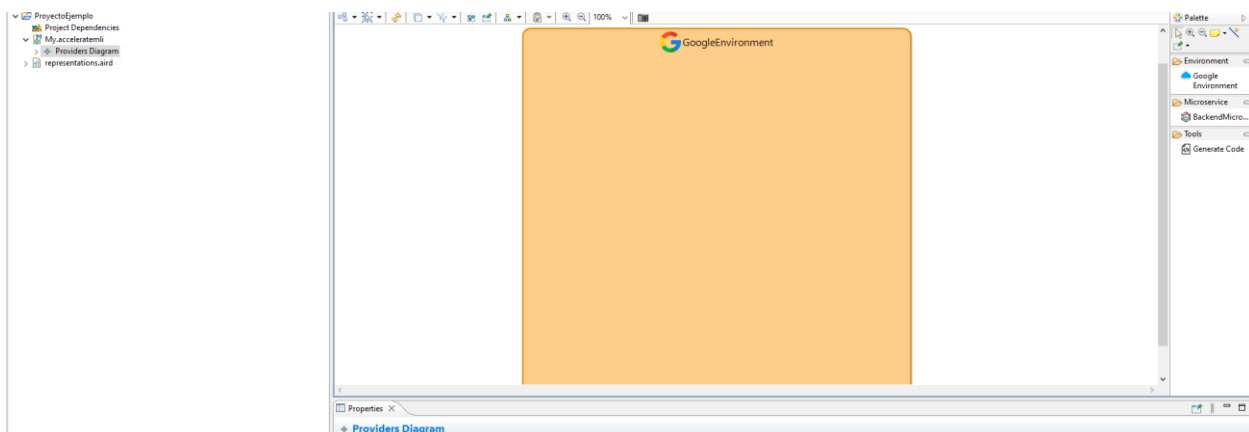 ProyectoEjemplo
Project Dependencies
My.acceleratemli
Providers Diagram
representations.aird
100%
GoogleEnvironment
Palette
Environment
Google
Environment
Microservice
BackendMicro...
Tools
Generate Code
Properties
Providers Diagram